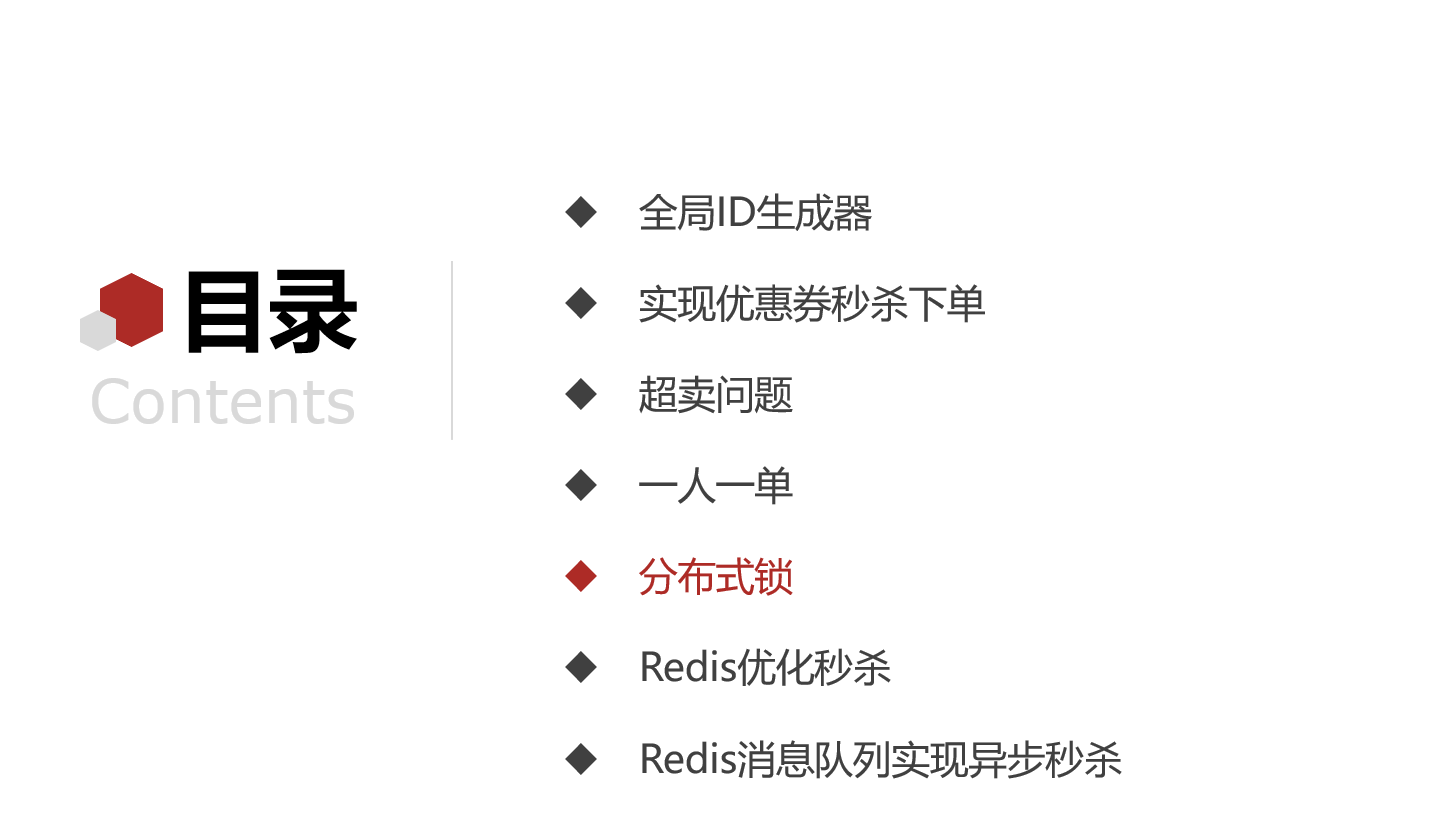 目录
Contents
全局ID生成器
实现优惠券秒杀下单
超卖问题
一人一单
分布式锁
Redis优化秒杀
Redis消息队列实现异步秒杀